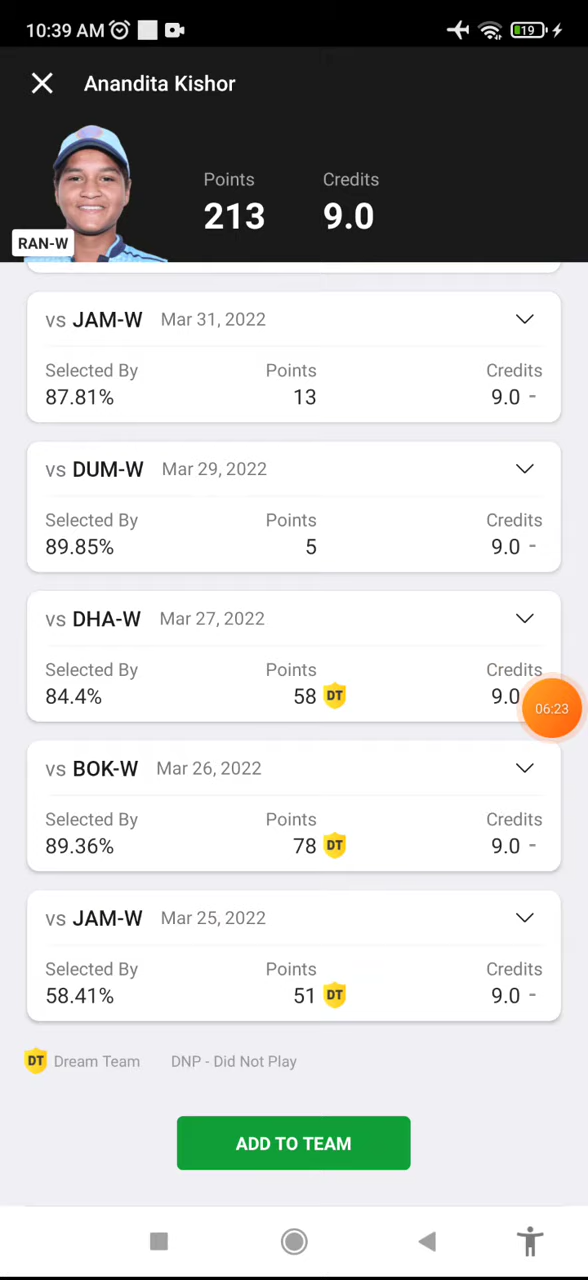 10:39 AM
19
Anandita Kishor
Points Credits
213 9.0
RAN-W
vs JAM-W Mar 31, 2022
Selected By Points Credits
87.81% 13 9.0 -
vs DUM-W Mar 29, 2022
Selected By Points Credits
89.85% 5 9.0 -
vs DHA-W Mar 27, 2022
Selected By Points Credits
84.4% 58 DT 9.0
06:23
vs BOK-W Mar 26, 2022
Selected By Points Credits
89.36% 78 DT 9.0 -
vs JAM-W Mar 25, 2022
Selected By Points Credits
58.41% 51 DT 9.0 -
DT Dream Team DNP - Did Not Play
ADD TO TEAM